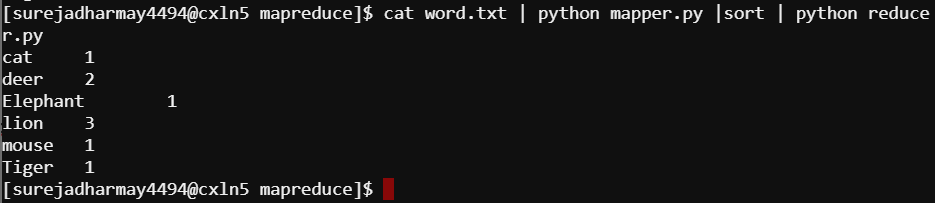 [surejadharmay4494@cxln5 mapreduce]$ cat word.txt | python mapper.py |sort | python reduce
r.py
cat     1
deer    2
Elephant        1
lion    3
mouse   1
Tiger   1
[surejadharmay4494@cxln5 mapreduce]$